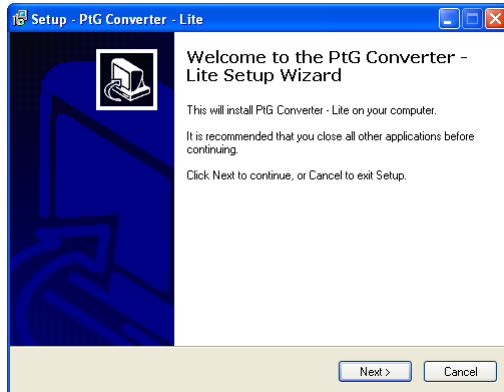 Setup - PtG Converter - Lite
Welcome to the PtG Converter -
Lite Setup Wizard
This will install PtG Converter - Lite on your computer.
It is recommended that you close all other applications before
continuing.
Click Next to continue, or Cancel to exit Setup.
Next >
Cancel